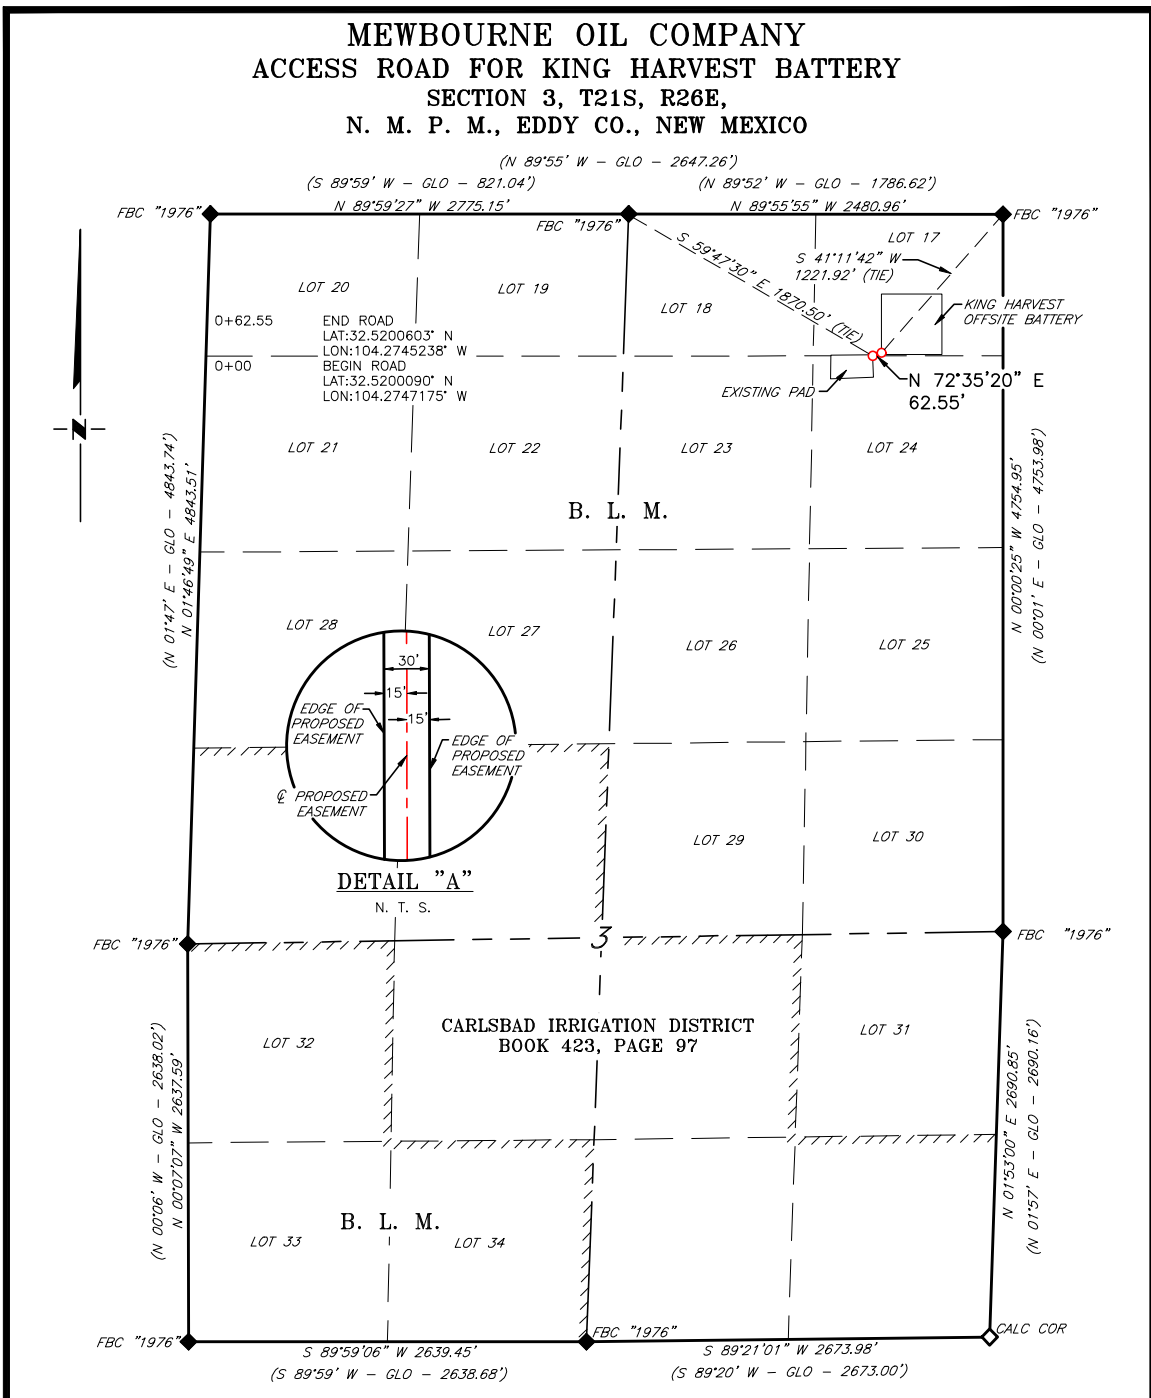 MEWBOURNE OIL COMPANY
ACCESS ROAD FOR KING HARVEST BATTERY
SECTION 3, T21S, R26E,
N. M. P. M., EDDY CO., NEW MEXICO
(N 89°55' W - GLO - 2647.26')
(S 89°59' W - GLO - 821.04')
(N 89°52' W - GLO - 1786.62')
N 89°59'27" W 2775.15'
N 89°55'55" W 2480.96'
FBC "1976"
FBC "1976"
FBC "1976"
LOT 17
S 59°47'30" E 1870.50' (TIE)
S 41°11'42" W
1221.92' (TIE)
LOT 20
LOT 19
LOT 18
KING HARVEST
OFFSITE BATTERY
0+62.55
END ROAD
LAT:32.5200603° N
LON:104.2745238° W
0+00
BEGIN ROAD
LAT:32.5200090° N
LON:104.2747175° W
EXISTING PAD
N 72°35'20" E
62.55'
N
LOT 21
LOT 22
LOT 23
LOT 24
(N 01°47' E - GLO - 4843.74')
N 01°46'49" E 4843.51'
N 00°00'25" W 4754.95'
(N 00°01' E - GLO - 4753.98')
B. L. M.
LOT 28
LOT 27
LOT 26
LOT 25
30'
15'
15'
EDGE OF
PROPOSED
EASEMENT
EDGE OF
PROPOSED
EASEMENT
℄ PROPOSED
EASEMENT
LOT 29
LOT 30
DETAIL "A"
N. T. S.
FBC "1976"
3
FBC "1976"
CARLSBAD IRRIGATION DISTRICT
BOOK 423, PAGE 97
LOT 32
LOT 31
(N 00°06' W - GLO - 2638.02')
N 00°07'07" W 2637.59'
N 01°53'00" E 2690.85'
(N 01°57' E - GLO - 2690.16')
B. L. M.
LOT 33
LOT 34
FBC "1976"
FBC "1976"
CALC COR
S 89°59'06" W 2639.45'
S 89°21'01" W 2673.98'
(S 89°59' W - GLO - 2638.68')
(S 89°20' W - GLO - 2673.00')